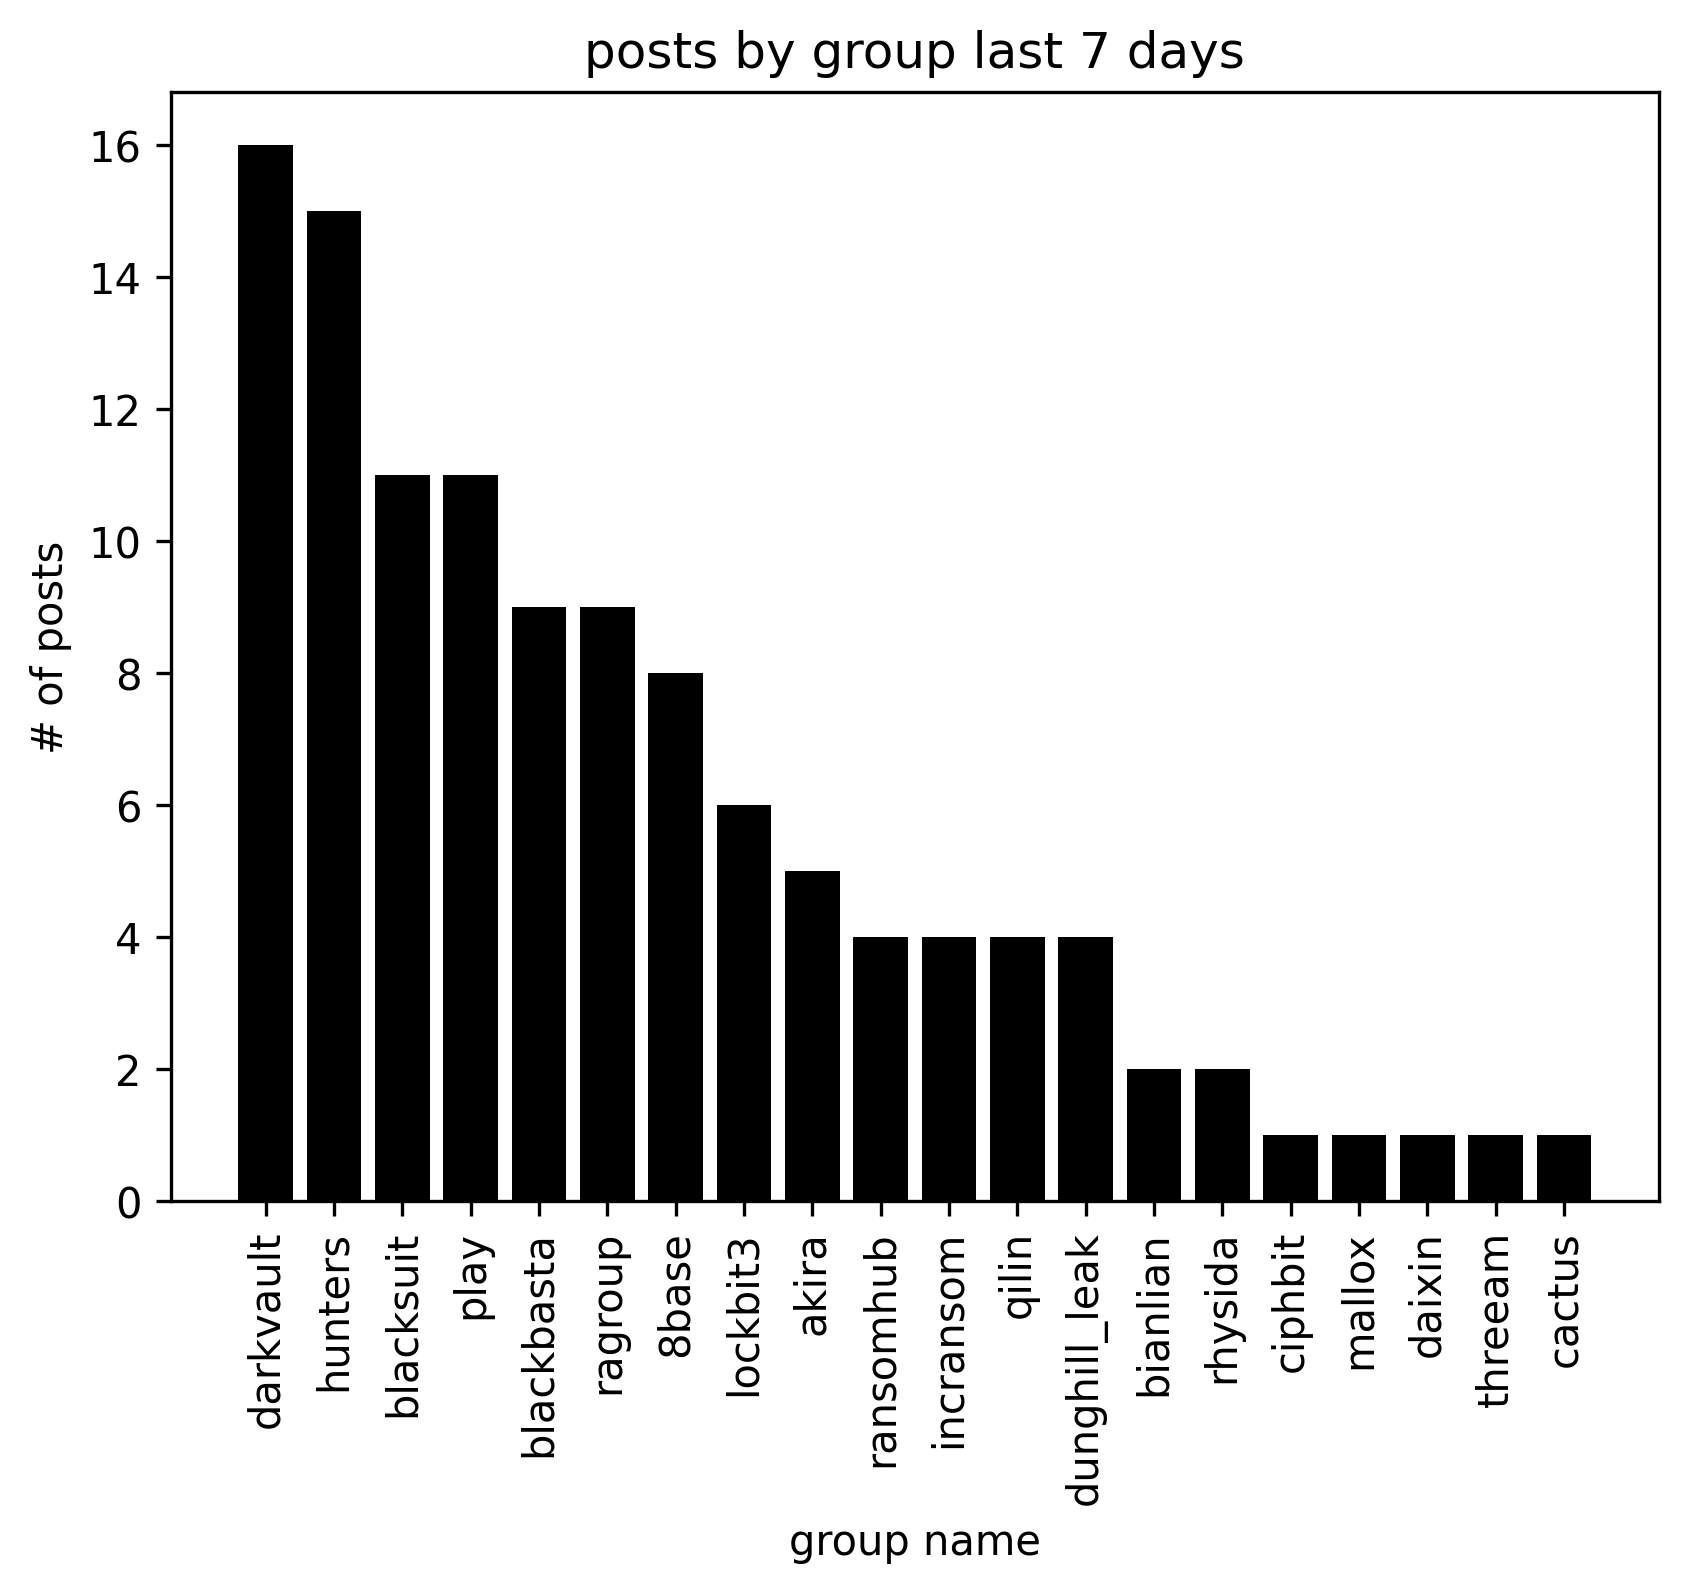 posts by group last 7 days
16
14
12
10
8
6
4
2
0
# of posts
darkvault
hunters
blacksuit
play
blackbasta
ragroup
8base
lockbit3
akira
ransomhub
incransom
qilin
dunghill_leak
bianlian
rhysida
ciphbit
mallox
daixin
threeam
cactus
group name